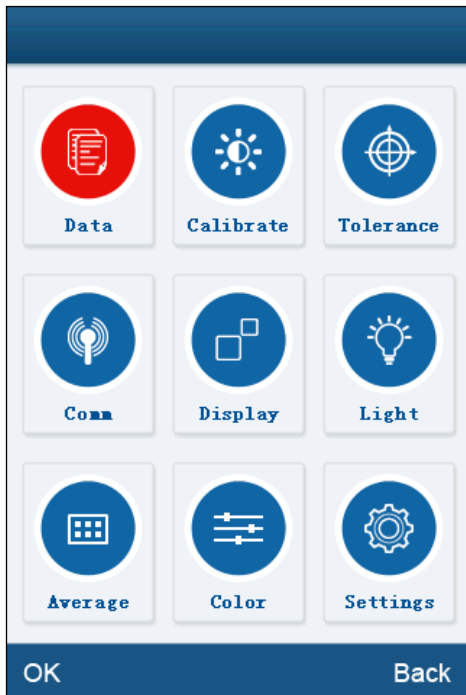 Data Calibrate Tolerance
Comm Display Light
Average Color Settings
OK Back